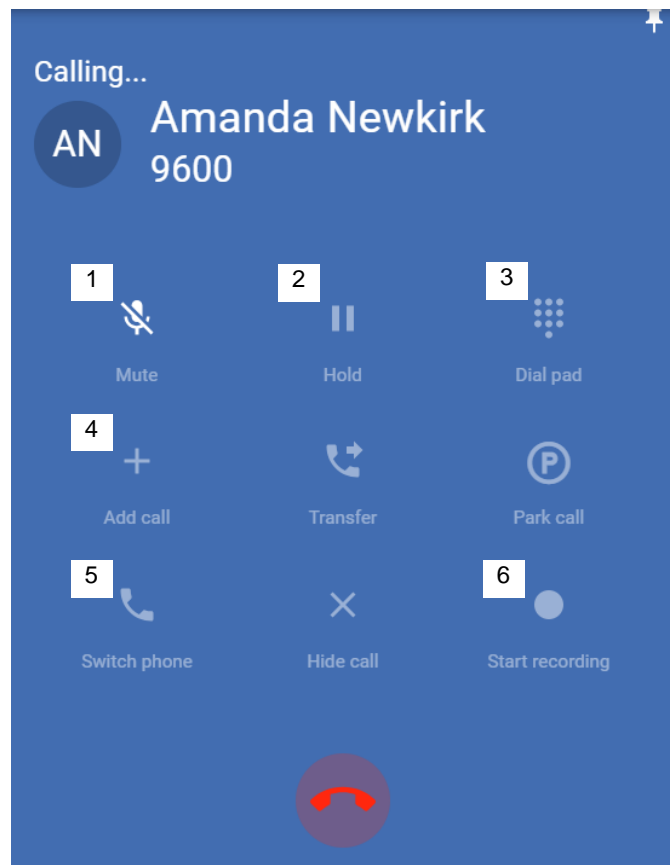 Calling...
AN
Amanda Newkirk
9600
1 2 3
Mute Hold Dial pad
4
P
Add call Transfer Park call
5 6
Switch phone Hide call Start recording